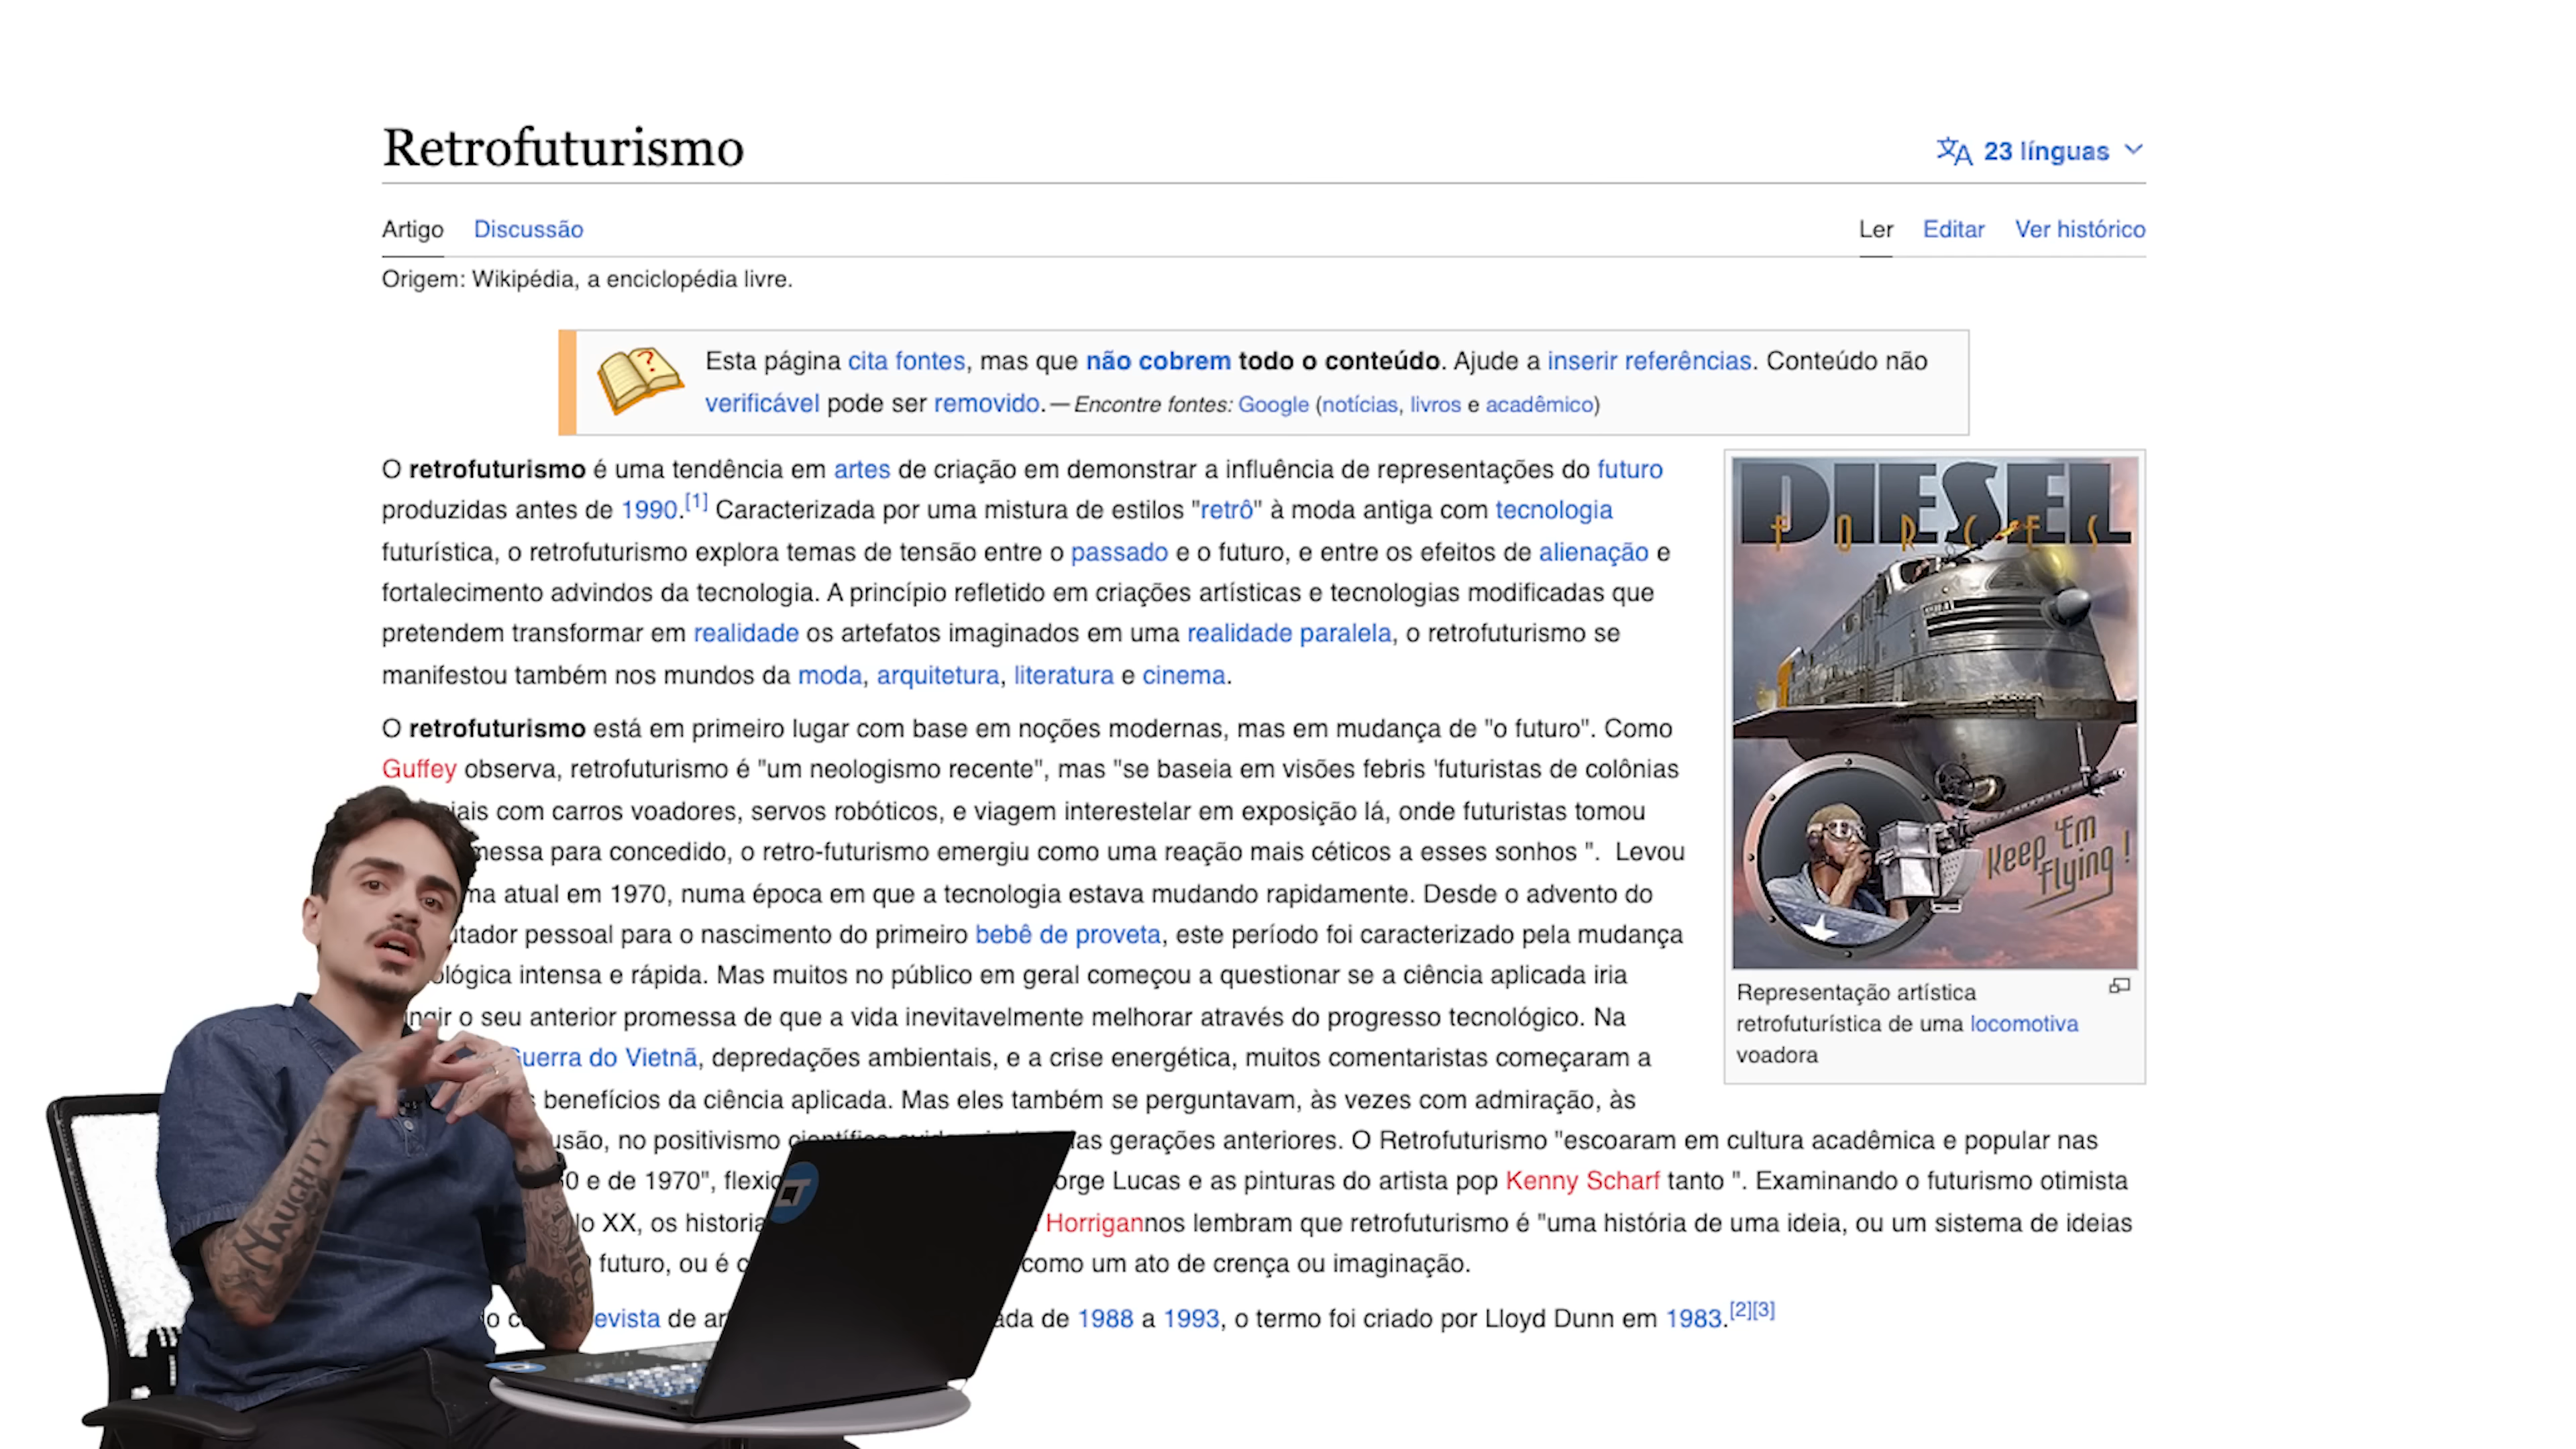 Retrofuturismo
23 línguas
Artigo Discussão Ler Editar Ver histórico
Origem: Wikipédia, a enciclopédia livre.
Esta página cita fontes, mas que não cobrem todo o conteúdo. Ajude a inserir referências. Conteúdo não
verificável pode ser removido.—Encontre fontes: Google (notícias, livros e acadêmico)
O retrofuturismo é uma tendência em artes de criação em demonstrar a influência de representações do futuro
produzidas antes de 1990.[1] Caracterizada por uma mistura de estilos "retrô" à moda antiga com tecnologia
futurística, o retrofuturismo explora temas de tensão entre o passado e o futuro, e entre os efeitos de alienação e
fortalecimento advindos da tecnologia. A princípio refletido em criações artísticas e tecnologias modificadas que
pretendem transformar em realidade os artefatos imaginados em uma realidade paralela, o retrofuturismo se
manifestou também nos mundos da moda, arquitetura, literatura e cinema.
O retrofuturismo está em primeiro lugar com base em noções modernas, mas em mudança de "o futuro". Como
Guffey observa, retrofuturismo é "um neologismo recente", mas "se baseia em visões febris 'futuristas de colônias
com carros voadores, servos robóticos, e viagem interestelar em exposição lá, onde futuristas tomou
para concedido, o retro-futurismo emergiu como uma reação mais céticos a esses sonhos ". Levou
atual em 1970, numa época em que a tecnologia estava mudando rapidamente. Desde o advento do
pessoal para o nascimento do primeiro bebê de proveta, este período foi caracterizado pela mudança
intensa e rápida. Mas muitos no público em geral começou a questionar se a ciência aplicada iria
o seu anterior promessa de que a vida inevitavelmente melhorar através do progresso tecnológico. Na
Guerra do Vietnã, depredações ambientais, e a crise energética, muitos comentaristas começaram a
benefícios da ciência aplicada. Mas eles também se perguntavam, às vezes com admiração, às
no positivismo gerações anteriores. O Retrofuturismo "escoaram em cultura acadêmica e popular nas
e de 1970", Lucas e as pinturas do artista pop Kenny Scharf tanto ". Examinando o futurismo otimista
XX, os Horrigannos lembram que retrofuturismo é "uma história de uma ideia, ou um sistema de ideias
futuro, ou é como um ato de crença ou imaginação.
de de 1988 a 1993, o termo foi criado por Lloyd Dunn em 1983.[2][3]
DIESEL
FORCES
Keep 'Em
Flying !
Representação artística
retrofuturística de uma locomotiva
voadora
NAUGHTY
NICE